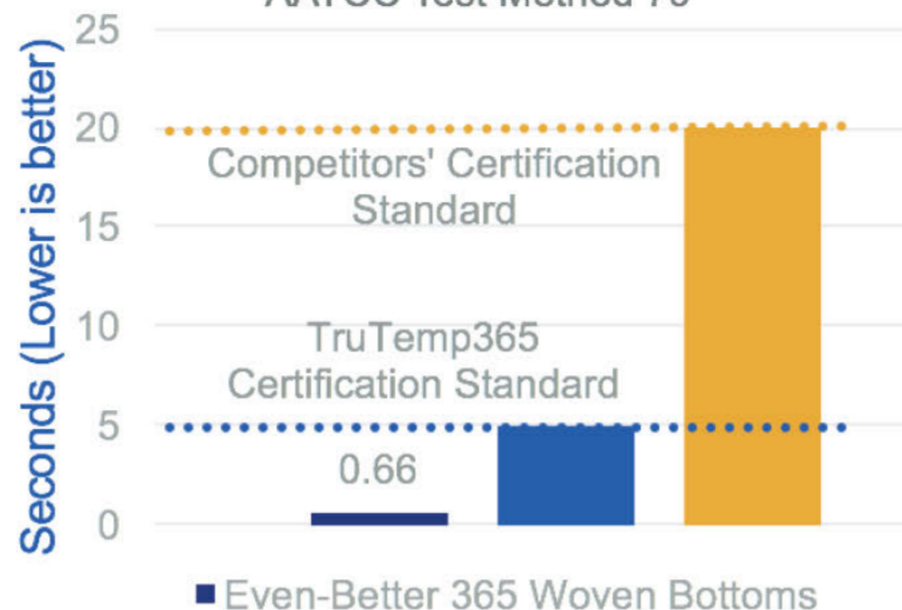 25
20
Competitors' Certification
Standard
15
10
TruTemp365
Certification Standard
5
0.66
0
Seconds (Lower is better)
Even-Better 365 Woven Bottoms